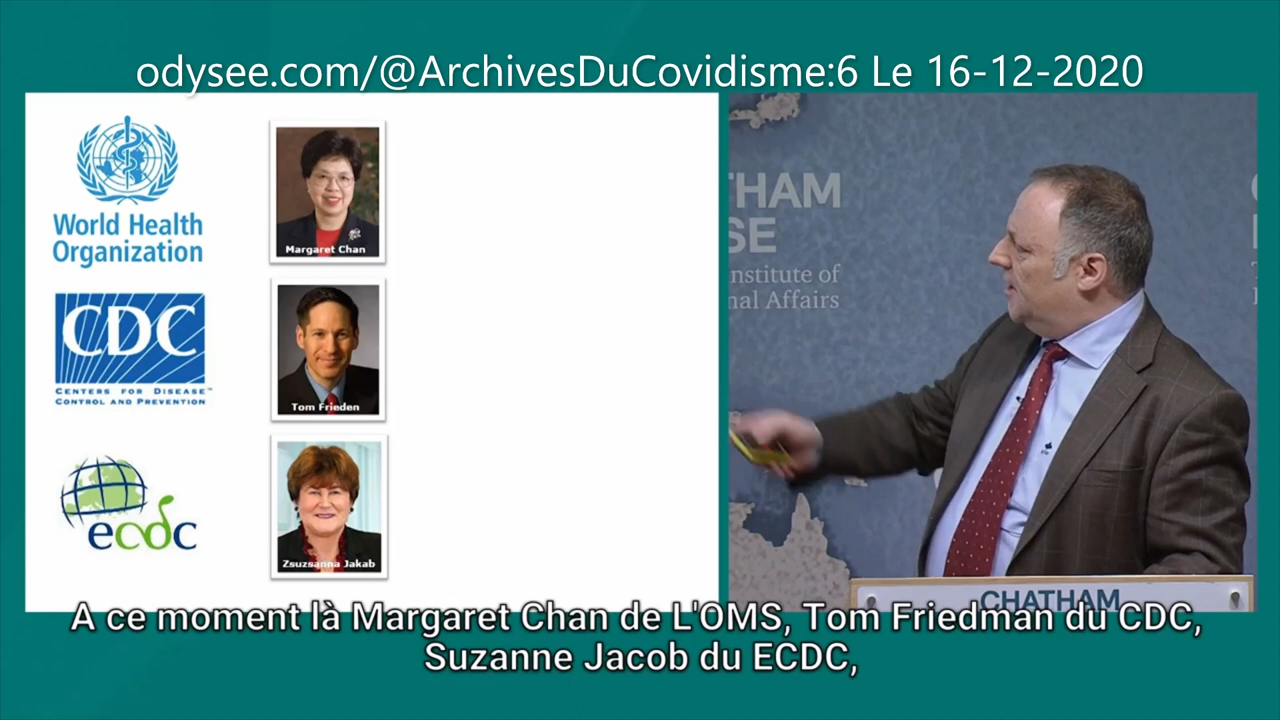 odysee.com/@ArchivesDuCovidisme:6 Le 16-12-2020
World Health
Organization
Margaret Chan
CDC
CENTERS FOR DISEASE™
CONTROL AND PREVENTION
Tom Frieden
ecdc
Zsuzsanna Jakab
THAM
SE
nstitute of
nal Affairs
CHATHAM
A ce moment là Margaret Chan de L'OMS, Tom Friedman du CDC,
Suzanne Jacob du ECDC,